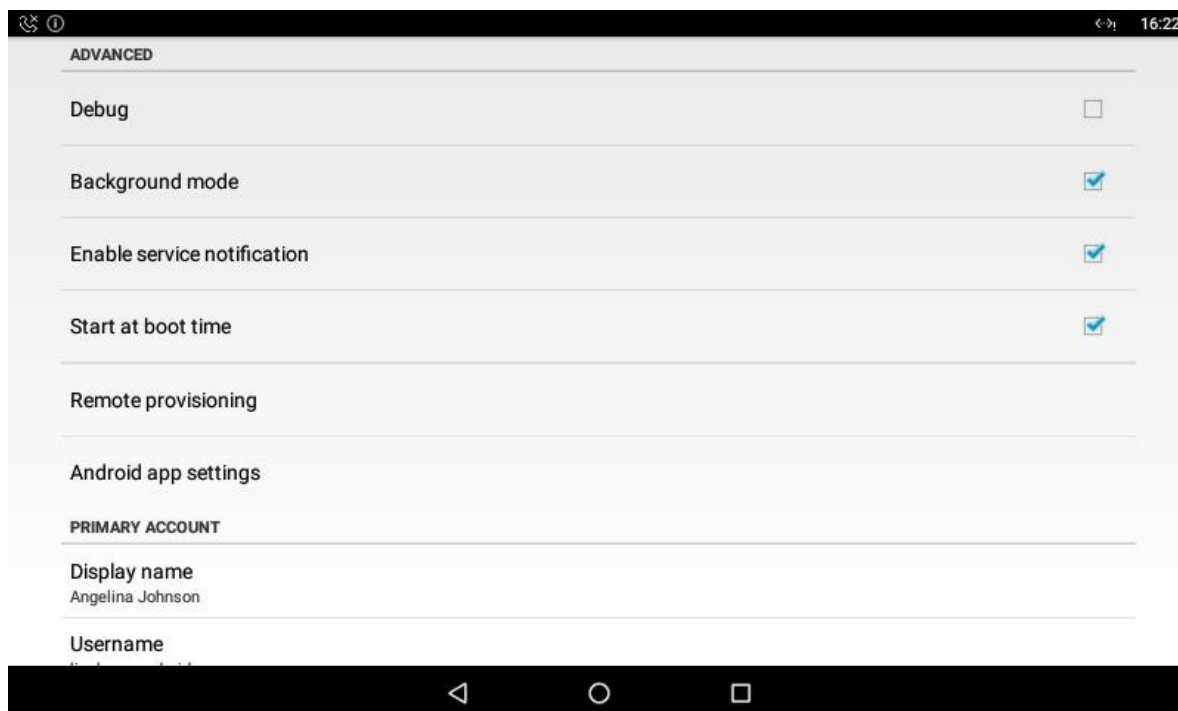 16:22
ADVANCED
Debug
Background mode
Enable service notification
Start at boot time
Remote provisioning
Android app settings
PRIMARY ACCOUNT
Display name
Angelina Johnson
Username